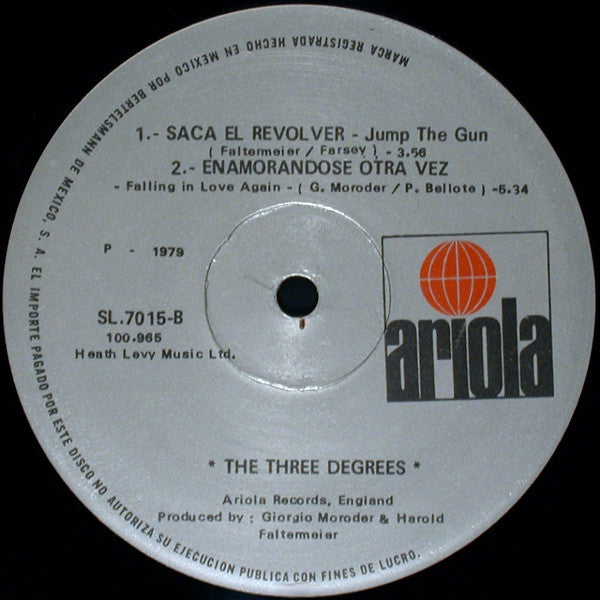 MARCA REGISTRADA HECHO EN MEXICO POR BERTELSMANN DE MEXICO, S. A. EL IMPORTE PAGADO POR ESTE DISCO NO AUTORIZA SU EJECUCION PUBLICA CON FINES DE LUCRO.
1.- SACA EL REVOLVER - Jump The Gun
( Faltermeier / Farsey ) - 3.56
2.- ENAMORANDOSE OTRA VEZ
- Falling in Love Again - ( G. Moroder / P. Bellote ) -5.34
P - 1979
SL.7015-B
100.965
Heath Levy Music Ltd.
ariola
* THE THREE DEGREES *
Ariola Records, England
Produced by : Giorgio Moroder & Harold
Faltermeier